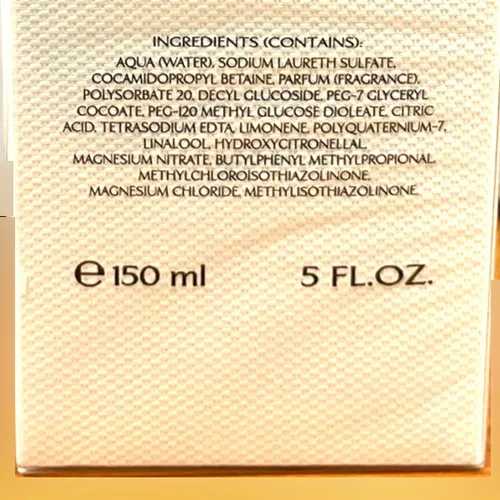 INGREDIENTS (CONTAINS):
AQUA (WATER), SODIUM LAURETH SULFATE,
COCAMIDOPROPYL BETAINE, PARFUM (FRAGRANCE),
POLYSORBATE 20, DECYL GLUCOSIDE, PEG-7 GLYCERYL
COCOATE, PEG-120 METHYL GLUCOSE DIOLEATE, CITRIC
ACID, TETRASODIUM EDTA, LIMONENE, POLYQUATERNIUM-7,
LINALOOL, HYDROXYCITRONELLAL,
MAGNESIUM NITRATE, BUTYLPHENYL METHYLPROPIONAL,
METHYLCHLOROISOTHIAZOLINONE,
MAGNESIUM CHLORIDE, METHYLISOTHIAZOLINONE.
℮ 150 ml 5 FL.OZ.